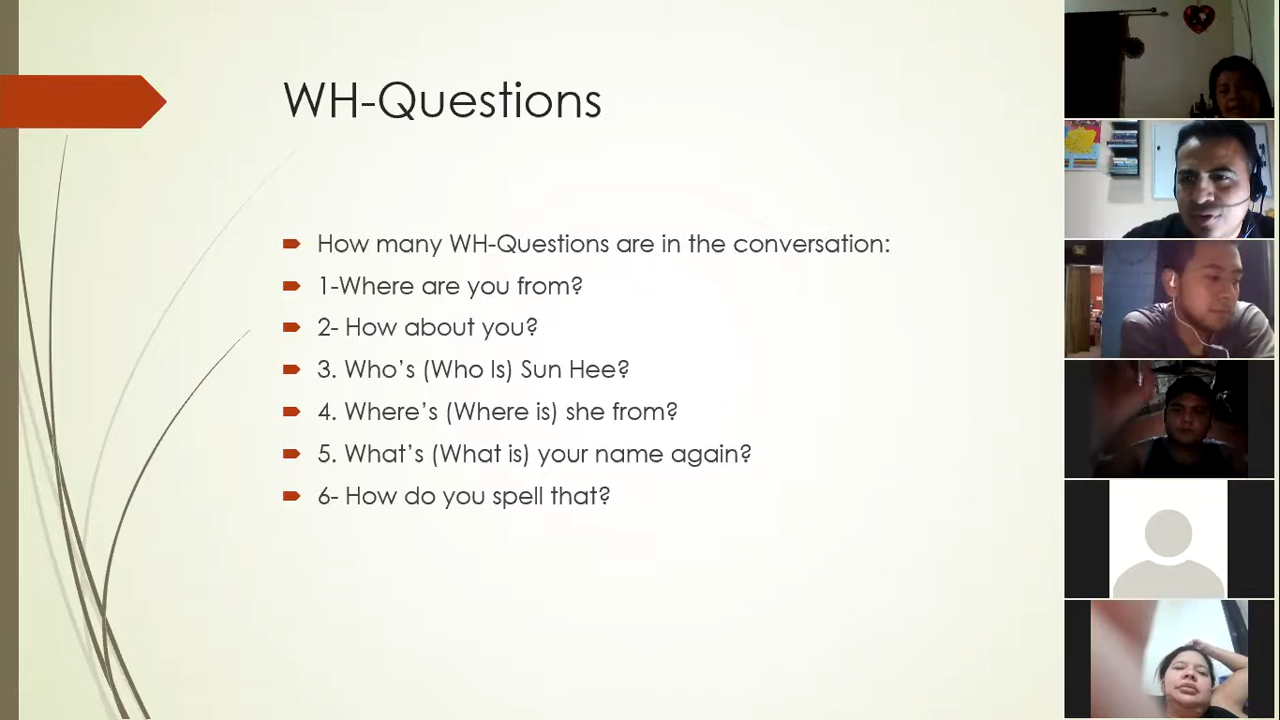 WH-Questions
How many WH-Questions are in the conversation:
1-Where are you from?
2- How about you?
3. Who's (Who Is) Sun Hee?
4. Where's (Where is) she from?
5. What's (What is) your name again?
6- How do you spell that?